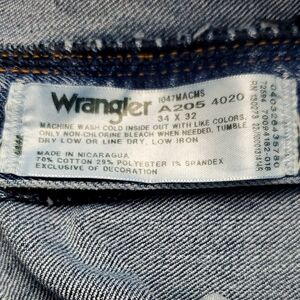 Wrangler
1047MACMS
A205 4020
34 X 32
MACHINE WASH COLD INSIDE OUT WITH LIKE COLORS,
ONLY NON-CHLORINE BLEACH WHEN NEEDED, TUMBLE
DRY LOW OR LINE DRY, LOW IRON
MADE IN NICARAGUA
70% COTTON 29% POLYESTER 1% SPANDEX
EXCLUSIVE OF DECORATION